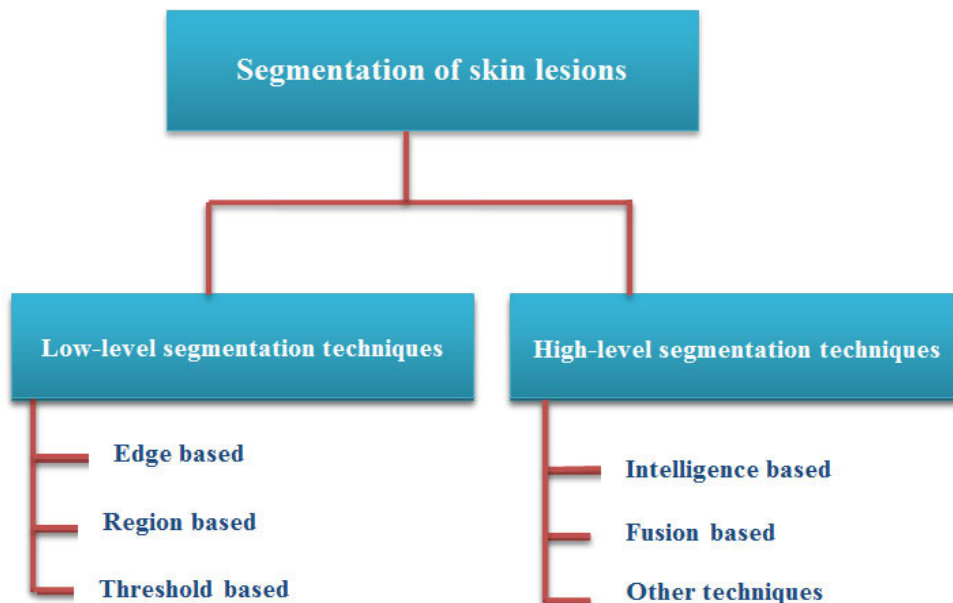 Segmentation of skin lesions
Low-level segmentation techniques
Edge based
Region based
Threshold based
High-level segmentation techniques
Intelligence based
Fusion based
Other techniques